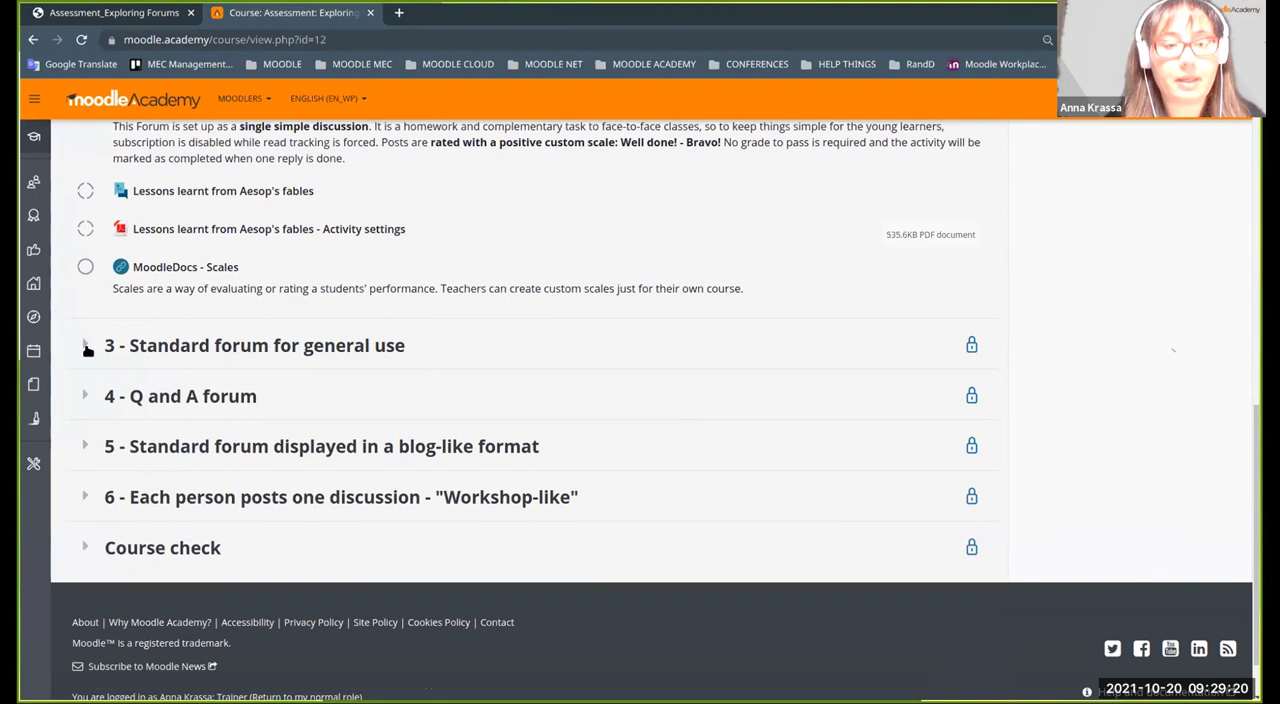 Assessment_Exploring Forums
Course: Assessment: Exploring
moodle.academy/course/view.php?id=12
Google Translate
MEC Management...
MOODLE
MOODLE MEC
MOODLE CLOUD
MOODLE NET
MOODLE ACADEMY
CONFERENCES
HELP THINGS
RandD
Moodle Workplac...
Anna Krassa
moodleAcademy
MOODLERS
ENGLISH (EN_WP)
This Forum is set up as a single simple discussion. It is a homework and complementary task to face-to-face classes, so to keep things simple for the young learners,
subscription is disabled while read tracking is forced. Posts are rated with a positive custom scale: Well done! - Bravo! No grade to pass is required and the activity will be
marked as completed when one reply is done.
Lessons learnt from Aesop's fables
Lessons learnt from Aesop's fables - Activity settings
535.6KB PDF document
MoodleDocs - Scales
Scales are a way of evaluating or rating a students' performance. Teachers can create custom scales just for their own course.
3 - Standard forum for general use
4 - Q and A forum
5 - Standard forum displayed in a blog-like format
6 - Each person posts one discussion - "Workshop-like"
Course check
About | Why Moodle Academy? | Accessibility | Privacy Policy | Site Policy | Cookies Policy | Contact
Moodle™ is a registered trademark.
Subscribe to Moodle News
You are logged in as Anna Krassa: Trainer (Return to my normal role)
2021-10-20 09:29:20